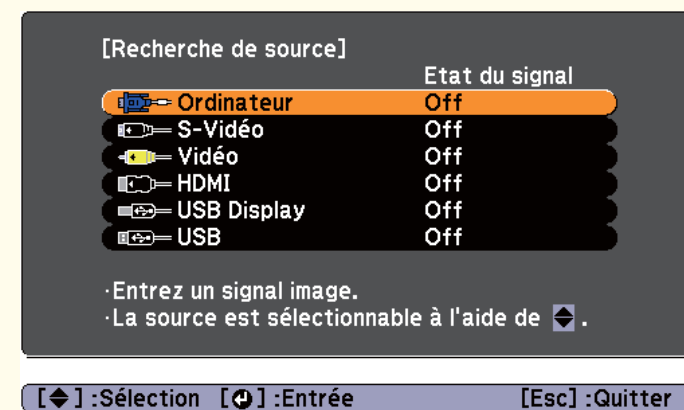 [Recherche de source]
Etat du signal
Ordinateur Off
S-Vidéo Off
Vidéo Off
HDMI Off
USB Display Off
USB Off
·Entrez un signal image.
·La source est sélectionnable à l'aide de .
[ ] :Sélection [ ] :Entrée [Esc] :Quitter